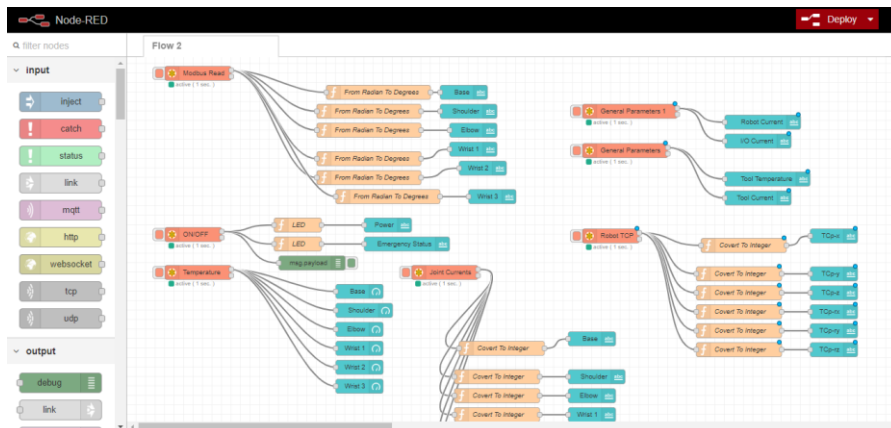 Node-RED
Deploy
filter nodes
Flow 2
input
inject
catch
status
link
mqtt
http
websocket
tcp
udp
output
debug
link
Modbus Read
active ( 1 sec. )
From Radian To Degrees
Base
From Radian To Degrees
Shoulder
From Radian To Degrees
Elbow
From Radian To Degrees
Wrist 1
From Radian To Degrees
Wrist 2
From Radian To Degrees
Wrist 3
General Parameters 1
active ( 1 sec. )
Robot Current
I/O Current
General Parameters
active ( 1 sec. )
Tool Temperature
Tool Current
ON/OFF
active ( 1 sec. )
LED
Power
LED
Emergency Status
msg.payload
Temperature
active ( 1 sec. )
Base
Shoulder
Elbow
Wrist 1
Wrist 2
Wrist 3
Joint Currents
active ( 1 sec. )
Covert To Integer
Base
Covert To Integer
Shoulder
Covert To Integer
Elbow
Covert To Integer
Wrist 1
Robot TCP
active ( 1 sec. )
Covert To Integer
TCp-x
Covert To Integer
TCp-y
Covert To Integer
TCp-z
Covert To Integer
TCp-rx
Covert To Integer
TCp-ry
Covert To Integer
TCp-rz